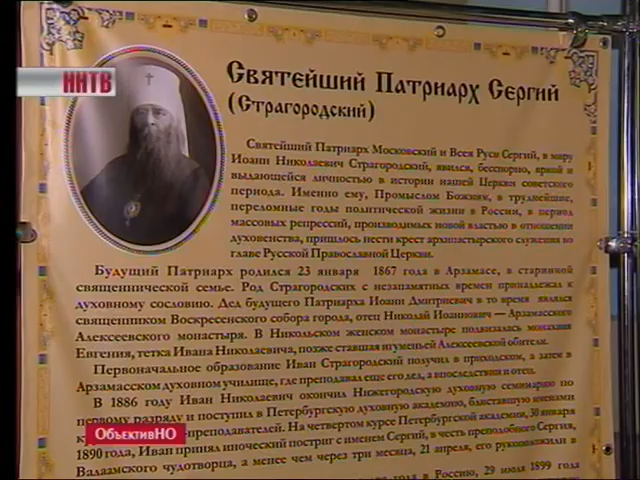 ННТВ
Святейший Патриарх Сергий
(Страгородский)
Святейший Патриарх Московский и Всея Руси Сергий, в миру
Иоанн Николаевич Страгородский, явился, бесспорно, яркой и
выдающейся личностью в истории нашей Церкви советского
периода. Именно ему, Промыслом Божиим, в труднейшие,
переломные годы политической жизни в России, в период
массовых репрессий, производимых новой властью в отношении
духовенства, пришлось нести крест архипастырского служения во
главе Русской Православной Церкви.
Будущий Патриарх родился 23 января 1867 года в Арзамасе, в старинной
священнической семье. Род Страгородских с незапамятных времен принадлежал к
духовному сословию. Дед будущего Патриарха Иоанн Дмитриевич в то время являлся
священником Воскресенского собора города, отец Николай Иоаннович — Арзамасского
Алексеевского монастыря. В Никольском женском монастыре подвизалась монахиня
Евгения, тетка Ивана Николаевича, позже ставшая игуменьей Алексеевской обители.
Первоначальное образование Иван Страгородский получил в приходском, а затем в
Арзамасском духовном училище, где преподавал еще его дед, а впоследствии и отец.
В 1886 году Иван Николаевич окончил Нижегородскую духовную семинарию по
первому разряду и поступил в Петербургскую духовную академию, блиставшую именами
преподавателей. На четвертом курсе Петербургской академии, 30 января
1890 года, Иван принял иноческий постриг с именем Сергий, в честь преподобного Сергия,
Валаамского чудотворца, а менее чем через три месяца, 21 апреля, его рукоположили в
года в Россию, 29 июля 1899 года
ОбъективНО